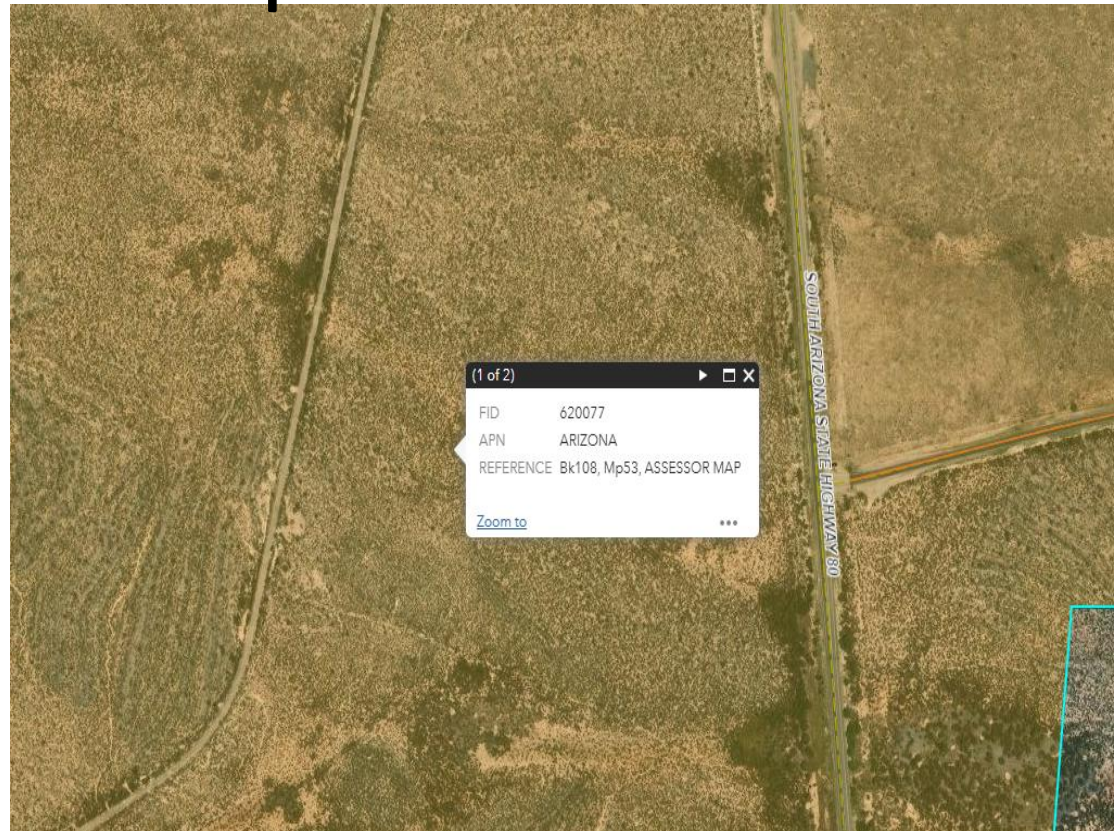 (1 of 2)
FID 620077
APN ARIZONA
REFERENCE Bk108, Mp53, ASSESSOR MAP
Zoom to
SOUTH ARIZONA STATE HIGHWAY 80